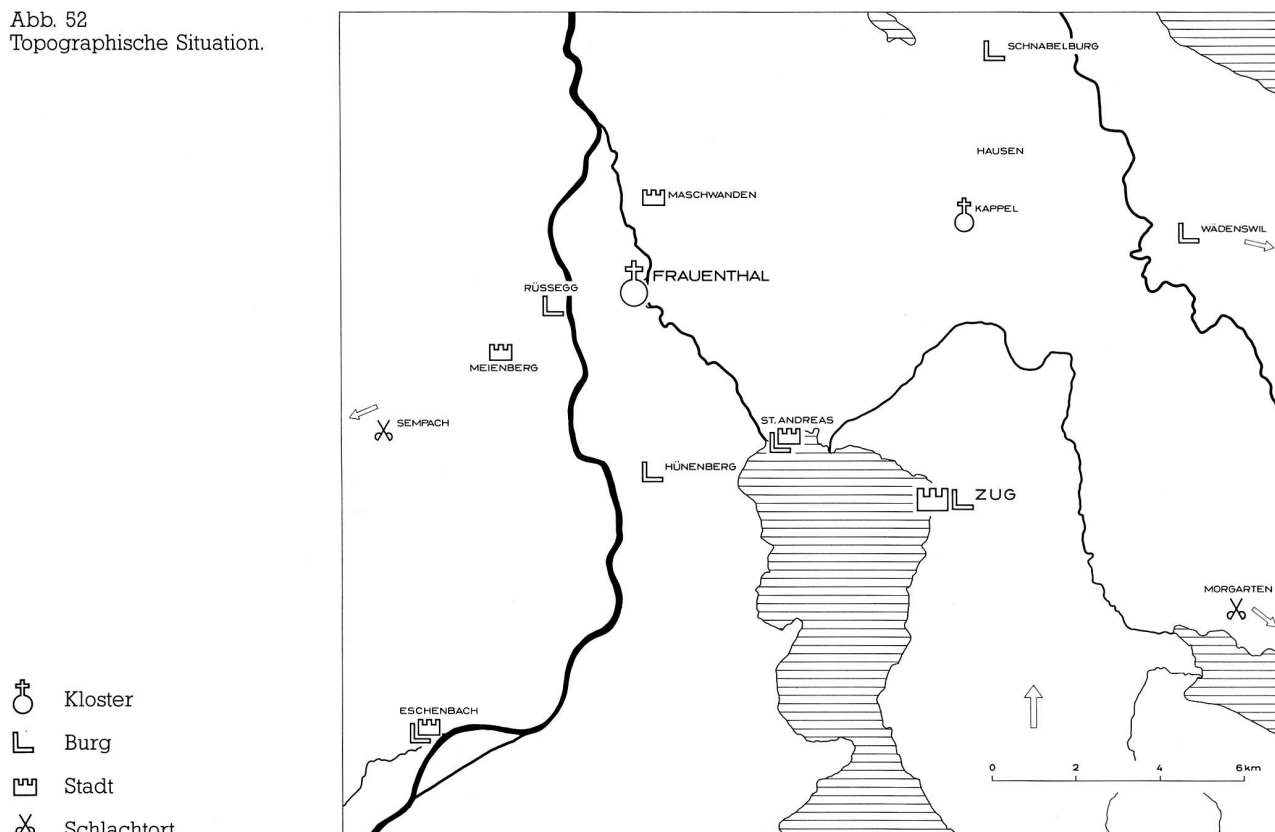 Abb. 52
Topographische Situation.
SCHNABELBURG
HAUSEN
MASCHWANDEN
KAPPEL
WÄDENSWIL
FRAUENTHAL
RÜSSEGG
MEIENBERG
ST. ANDREAS
SEMPACH
HÜNENBERG
ZUG
MORGARTEN
ESCHENBACH
0 2 4 6 km
Kloster
Burg
Stadt
Schlachtort